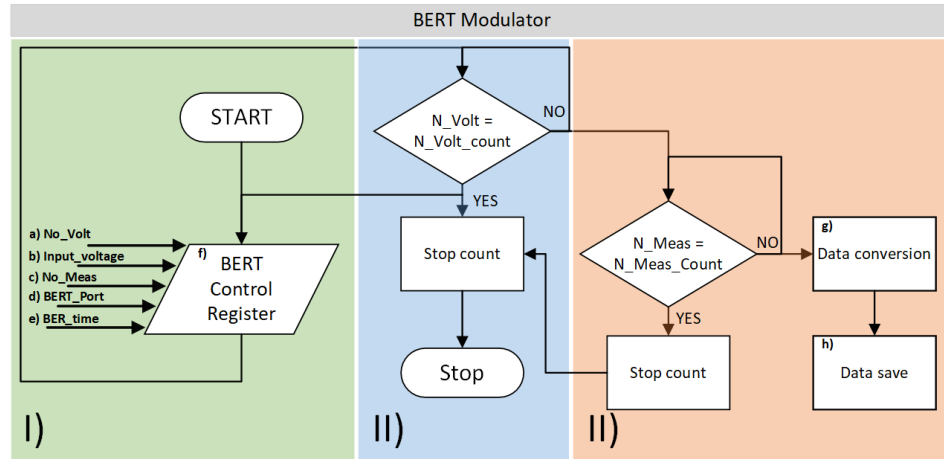 BERT Modulator
START
a) No_Volt
b) Input_voltage
c) No_Meas
d) BERT_Port
e) BER_time
f)
BERT
Control
Register
I)
N_Volt =
N_Volt_count
NO
YES
Stop count
Stop
II)
N_Meas =
N_Meas_Count
NO
YES
Stop count
g)
Data conversion
h)
Data save
II)